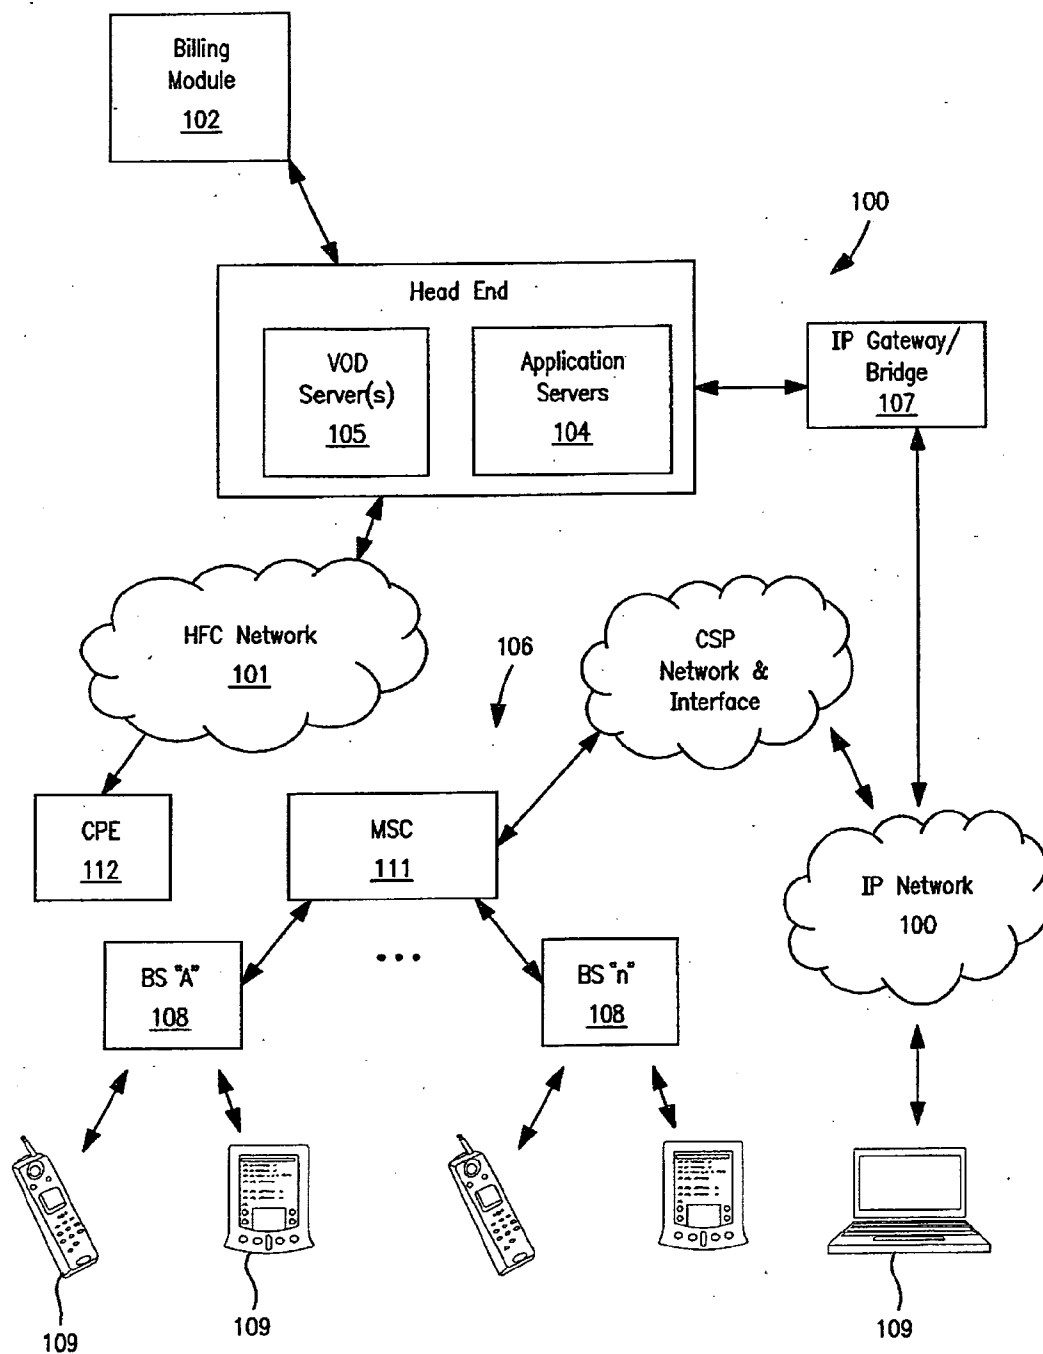 Billing
Module
102
100
Head End
VOD
Server(s)
105
Application
Servers
104
IP Gateway/
Bridge
107
HFC Network
101
106
CSP
Network &
Interface
CPE
112
MSC
111
IP Network
100
BS "A"
108
...
BS "n"
108
109
109
109